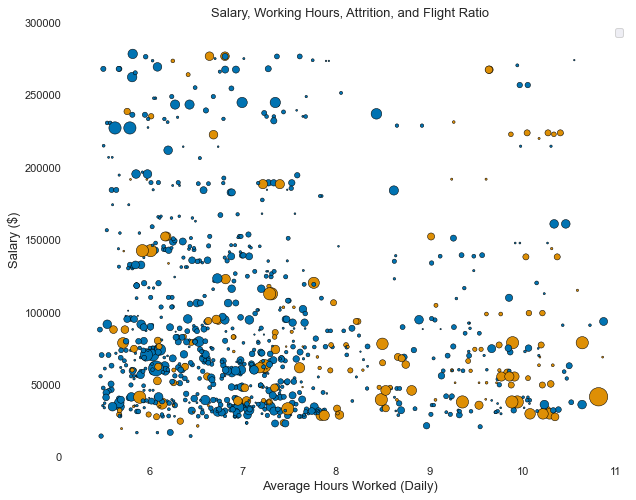 Salary, Working Hours, Attrition, and Flight Ratio
300000
250000
200000
150000
100000
50000
0
Salary ($)
6 7 8 9 10 11
Average Hours Worked (Daily)